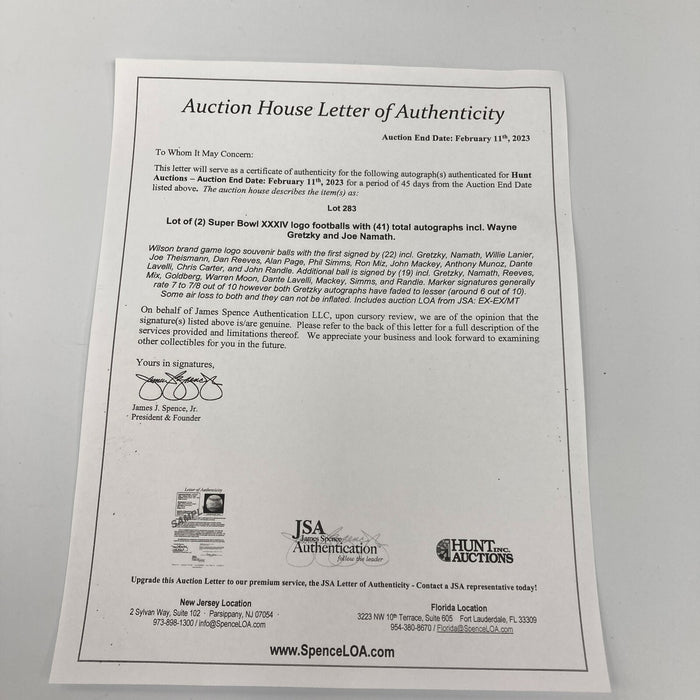 Auction House Letter of Authenticity
Auction End Date: February 11th, 2023
To Whom It May Concern:
This letter will serve as a certificate of authenticity for the following autograph(s) authenticated for Hunt
Auctions – Auction End Date: February 11th, 2023 for a period of 45 days from the Auction End Date
listed above. The auction house describes the item(s) as:
Lot 283
Lot of (2) Super Bowl XXXIV logo footballs with (41) total autographs incl. Wayne
Gretzky and Joe Namath.
Wilson brand game logo souvenir balls with the first signed by (22) incl. Gretzky, Namath, Willie Lanier,
Joe Theismann, Dan Reeves, Alan Page, Phil Simms, Ron Miz, John Mackey, Anthony Munoz, Dante
Lavelli, Chris Carter, and John Randle. Additional ball is signed by (19) incl. Gretzky, Namath, Reeves,
Mix, Goldberg, Warren Moon, Dante Lavelli, Mackey, Simms, and Randle. Marker signatures generally
rate 7 to 7/8 out of 10 however both Gretzky autographs have faded to lesser (around 6 out of 10).
Some air loss to both and they can not be inflated. Includes auction LOA from JSA: EX-EX/MT
On behalf of James Spence Authentication LLC, upon cursory review, we are of the opinion that the
signature(s) listed above is/are genuine. Please refer to the back of this letter for a full description of the
services provided and limitations thereof. We appreciate your business and look forward to examining
other collectibles for you in the future.
Yours in signatures,
James J. Spence, Jr.
President & Founder
Letter of Authenticity
SAMPLE
JSA
James Spence
Authentication
follow the leader
HUNT INC.
AUCTIONS
Upgrade this Auction Letter to our premium service, the JSA Letter of Authenticity - Contact a JSA representative today!
New Jersey Location
2 Sylvan Way, Suite 102 · Parsippany, NJ 07054
973-898-1300 / info@SpenceLOA.com
Florida Location
3223 NW 10th Terrace, Suite 605 Fort Lauderdale, FL 33309
954-380-8670 / Florida@SpenceLOA.com
www.SpenceLOA.com